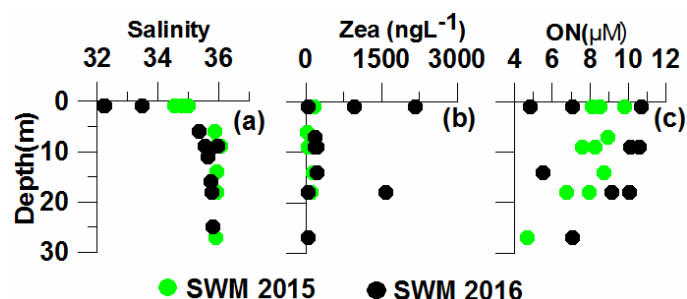 Salinity Zea (ngL-1) ON(μM)
32 34 36 0 1500 3000 4 6 8 10 12
0
10
20
30
Depth(m)
(a) (b) (c)
SWM 2015 SWM 2016